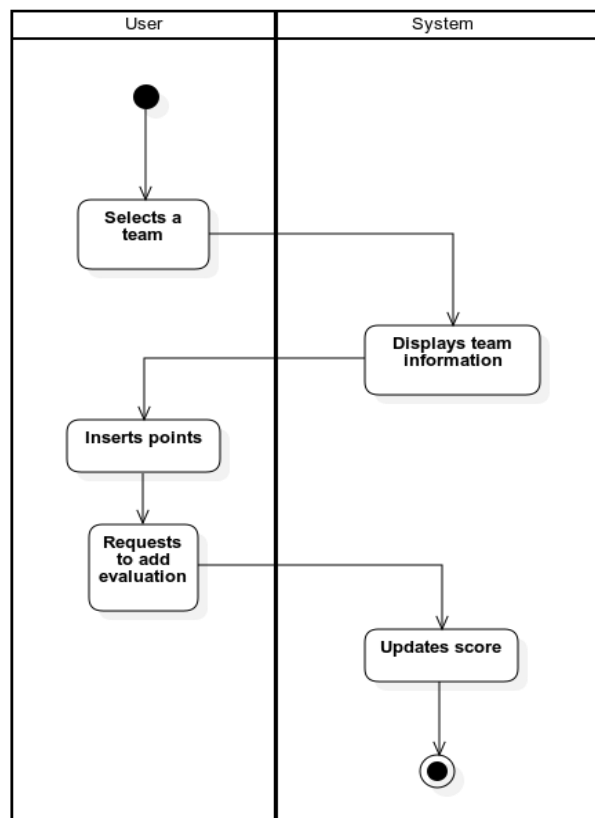 User
System
Selects a
team
Displays team
information
Inserts points
Requests
to add
evaluation
Updates score